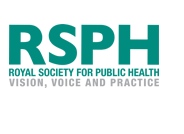 RSPH
ROYAL SOCIETY FOR PUBLIC HEALTH
VISION, VOICE AND PRACTICE